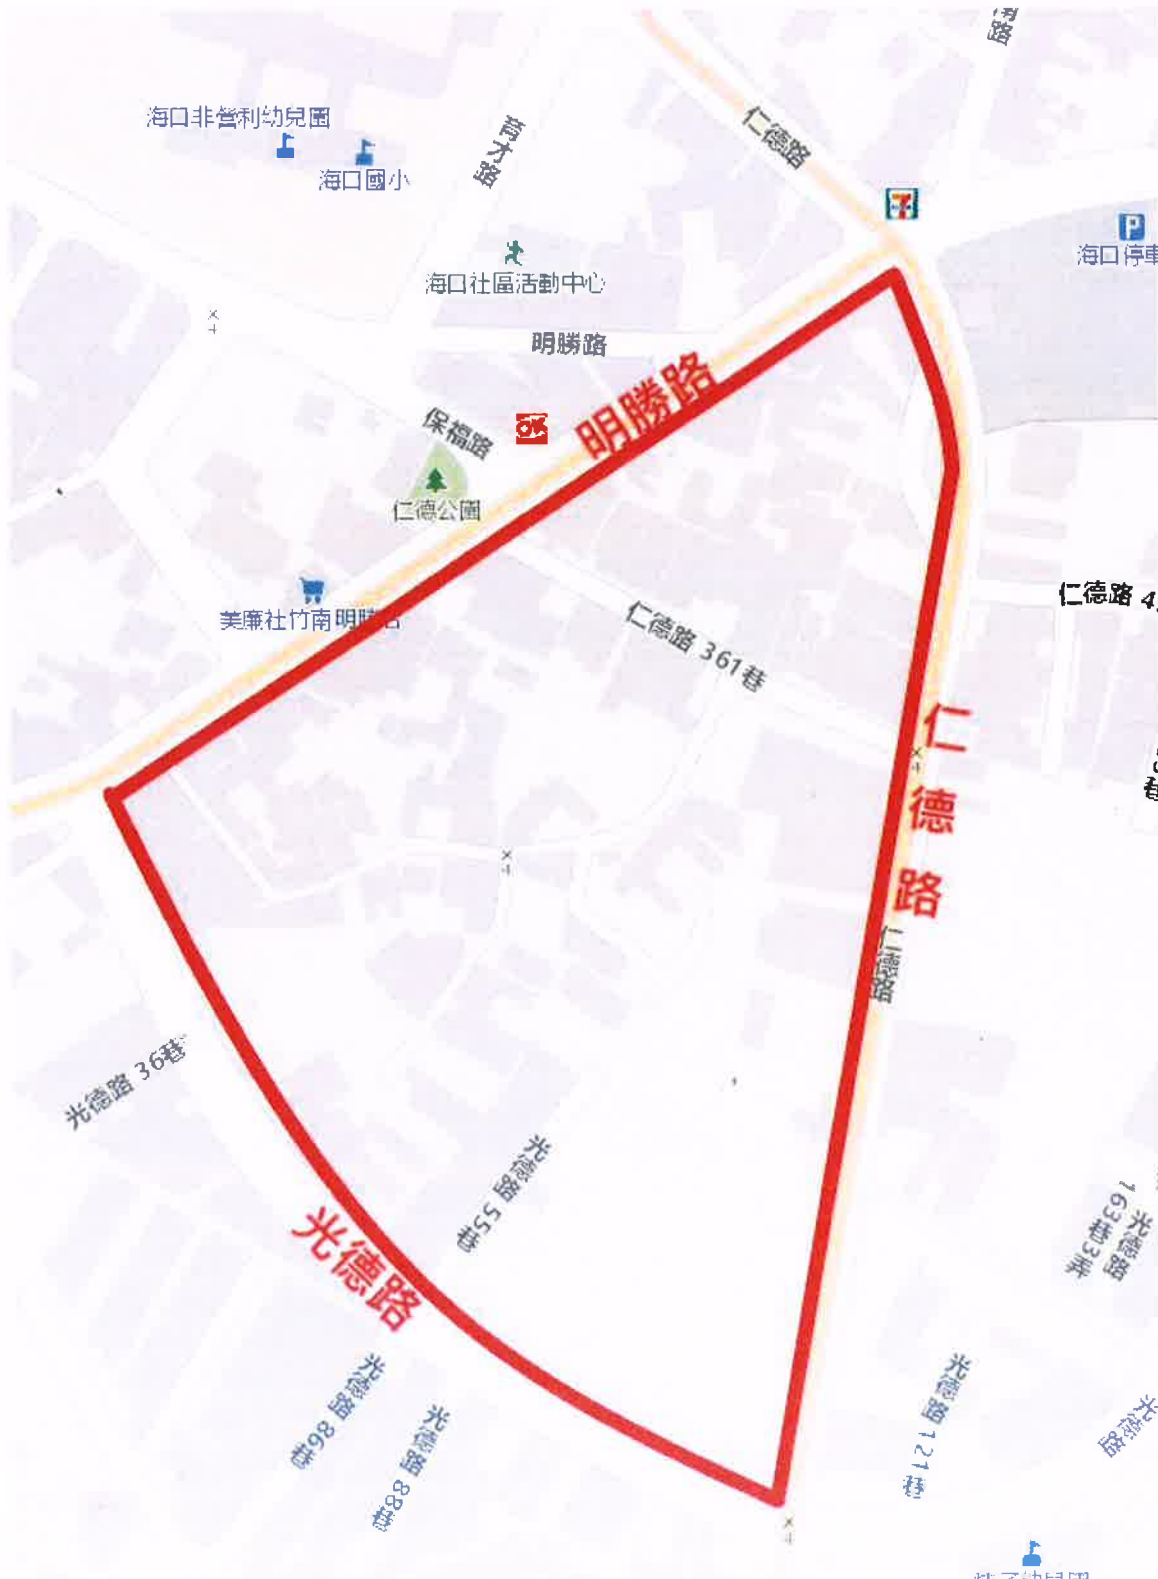 仁德路
海口非營利幼兒園
海口國小
7
P
海口停車
海口社區活動中心
明勝路
明勝路
保福路
OK
仁德公園
美廉社竹南明勝店
仁德路 361巷
仁德路 4
仁德路
仁德路
巷
光德路 36巷
光德路 55巷
光德路
光德路
163巷3弄
光德路 86巷
光德路 88巷
光德路 121巷
光德路